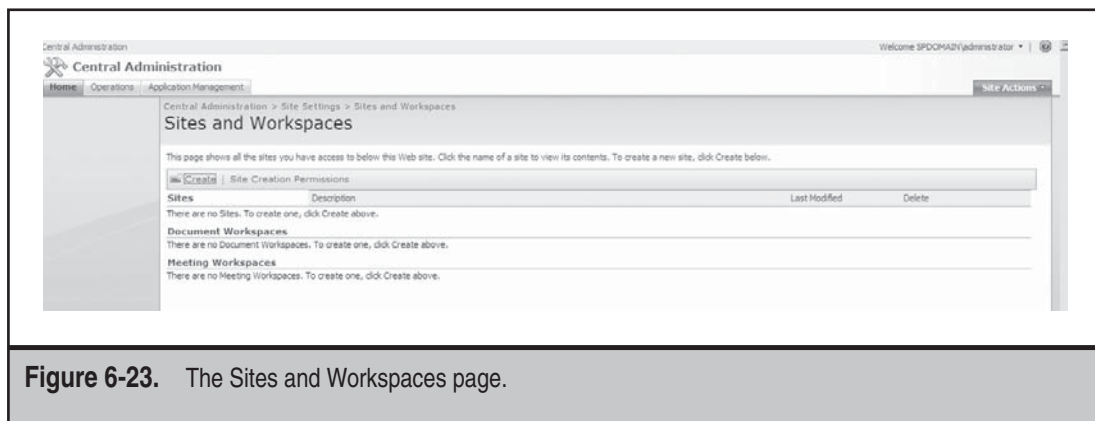 Central Administration
Welcome SPDOMAIN\administrator
Central Administration
Home Operations Application Management
Site Actions
Central Administration > Site Settings > Sites and Workspaces
Sites and Workspaces
This page shows all the sites you have access to below this Web site. Click the name of a site to view its contents. To create a new site, click Create below.
Create | Site Creation Permissions
Sites Description Last Modified Delete
There are no Sites. To create one, click Create above.
Document Workspaces
There are no Document Workspaces. To create one, click Create above.
Meeting Workspaces
There are no Meeting Workspaces. To create one, click Create above.
Figure 6-23. The Sites and Workspaces page.